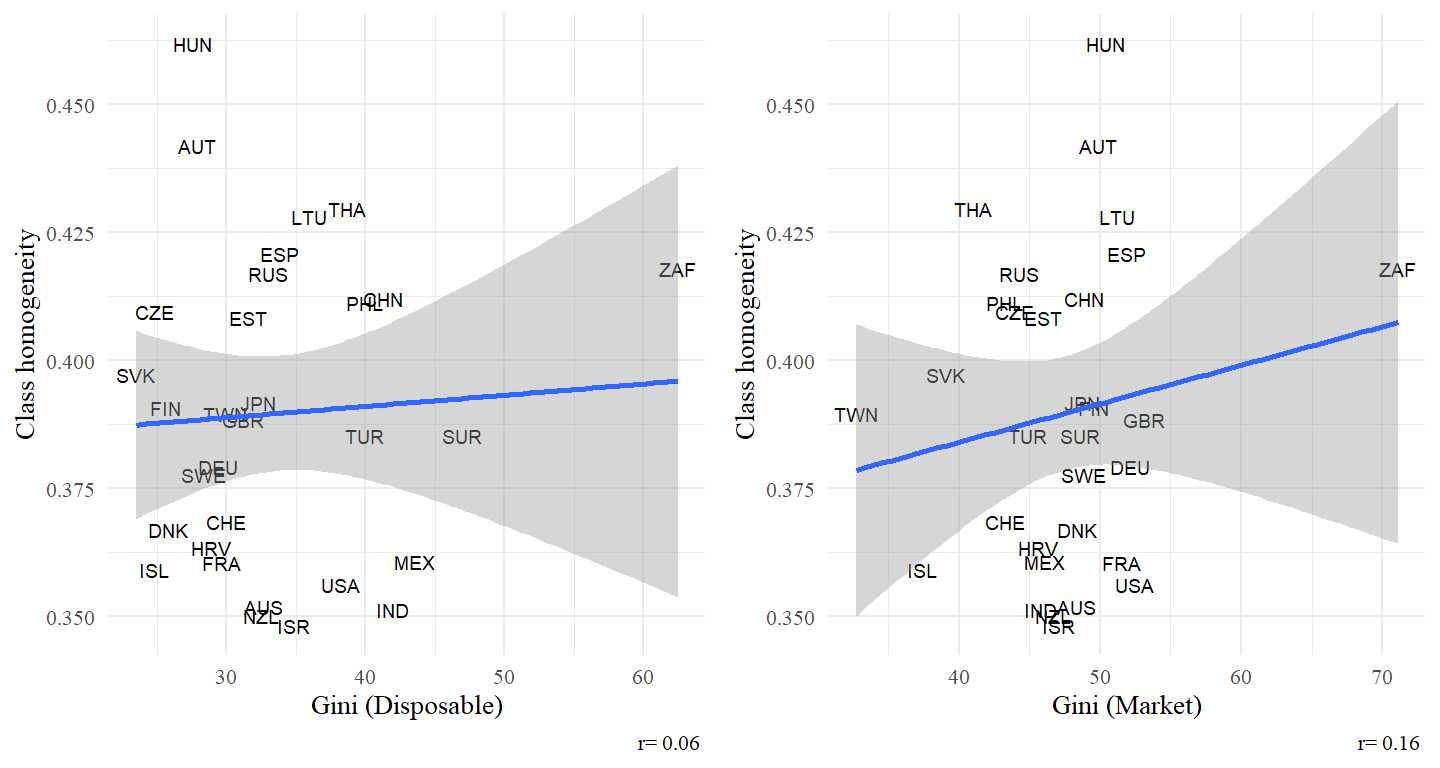 Class homogeneity
0.450
0.425
0.400
0.375
0.350
HUN
AUT
THA
LTU
ESP
RUS
ZAF
CHN
PHL
CZE
EST
SVK
JPN
FIN
TWN
GBR
TUR
SUR
DEU
SWE
CHE
DNK
HRV
FRA
MEX
ISL
USA
AUS
IND
NZL
ISR
30
40
50
60
Gini (Disposable)
r= 0.06
Class homogeneity
0.450
0.425
0.400
0.375
0.350
HUN
AUT
THA
LTU
ESP
RUS
ZAF
CHN
PHL
CZE
EST
SVK
JPN
FIN
TWN
GBR
TUR
SUR
DEU
SWE
CHE
DNK
HRV
MEX
FRA
ISL
USA
AUS
IND
NZL
ISR
40
50
60
70
Gini (Market)
r= 0.16